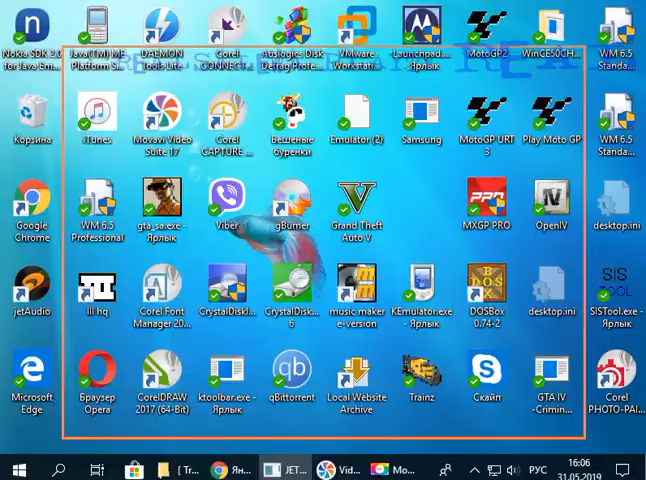 Nokia SDK 2.0 for Java Em...
Java(TM) ME Platform S...
DAEMON Tools Lite
Corel CONNECT...
Auslogics Disk Defrag Profe...
VMware Workstati...
Launchpad... - Ярлык
MotoGP2
WinCE50CH...
WM 6.5 Standa...
Корзина
iTunes
Movavi Video Suite 17
Corel CAPTURE ...
Бешеные буренки
Emulator (2)
Samsung
MotoGP URT 3
Play Moto GP
WM 6.5 Standa...
Google Chrome
WM 6.5 Professional
gta_sa.exe - Ярлык
Viber
gBurner
Grand Theft Auto V
MXGP PRO
OpenIV
desktop.ini
jetAudio
III hq
Corel Font Manager 20...
CrystalDiskI...
CrystalDisk... 6
music maker e-version
KEmulator.exe - Ярлык
DOSBox 0.74-2
desktop.ini
SIS TOOL
SISTool.exe - Ярлык
Microsoft Edge
Браузер Opera
CorelDRAW 2017 (64-Bit)
ktoolbar.exe - Ярлык
qBittorrent
Local Website Archive
Trainz
Скайп
GTA IV -Crimin...
Corel PHOTO-PAI...
[ Tr...
Ян...
JET...
Vid...
Mo...
РУС
16:06
31.05.2019